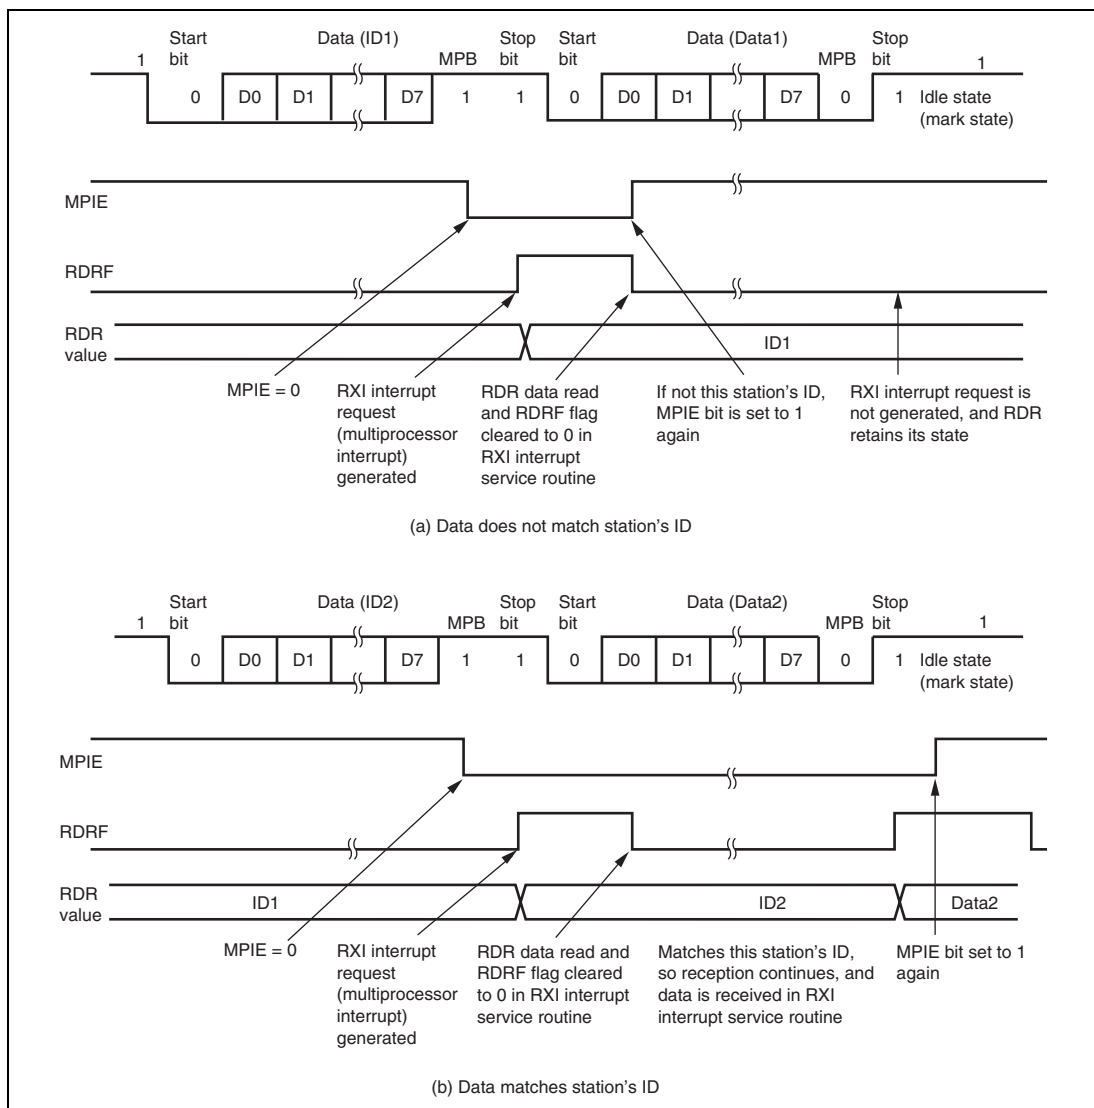 Start bit Data (ID1) MPB Stop bit Start bit Data (Data1) MPB Stop bit
1 1
0 D0 D1 D7 1 1 0 D0 D1 D7 0 1 Idle state (mark state)
MPIE
RDRF
RDR value
ID1
MPIE = 0
RXI interrupt
request
(multiprocessor
interrupt)
generated
RDR data read
and RDRF flag
cleared to 0 in
RXI interrupt
service routine
If not this station's ID,
MPIE bit is set to 1
again
RXI interrupt request is
not generated, and RDR
retains its state
(a) Data does not match station's ID
Start bit Data (ID2) MPB Stop bit Start bit Data (Data2) MPB Stop bit
1 1
0 D0 D1 D7 1 1 0 D0 D1 D7 0 1 Idle state (mark state)
MPIE
RDRF
RDR value
ID1 ID2 Data2
MPIE = 0
RXI interrupt
request
(multiprocessor
interrupt)
generated
RDR data read and
RDRF flag cleared
to 0 in RXI interrupt
service routine
Matches this station's ID,
so reception continues, and
data is received in RXI
interrupt service routine
MPIE bit set to 1
again
(b) Data matches station's ID